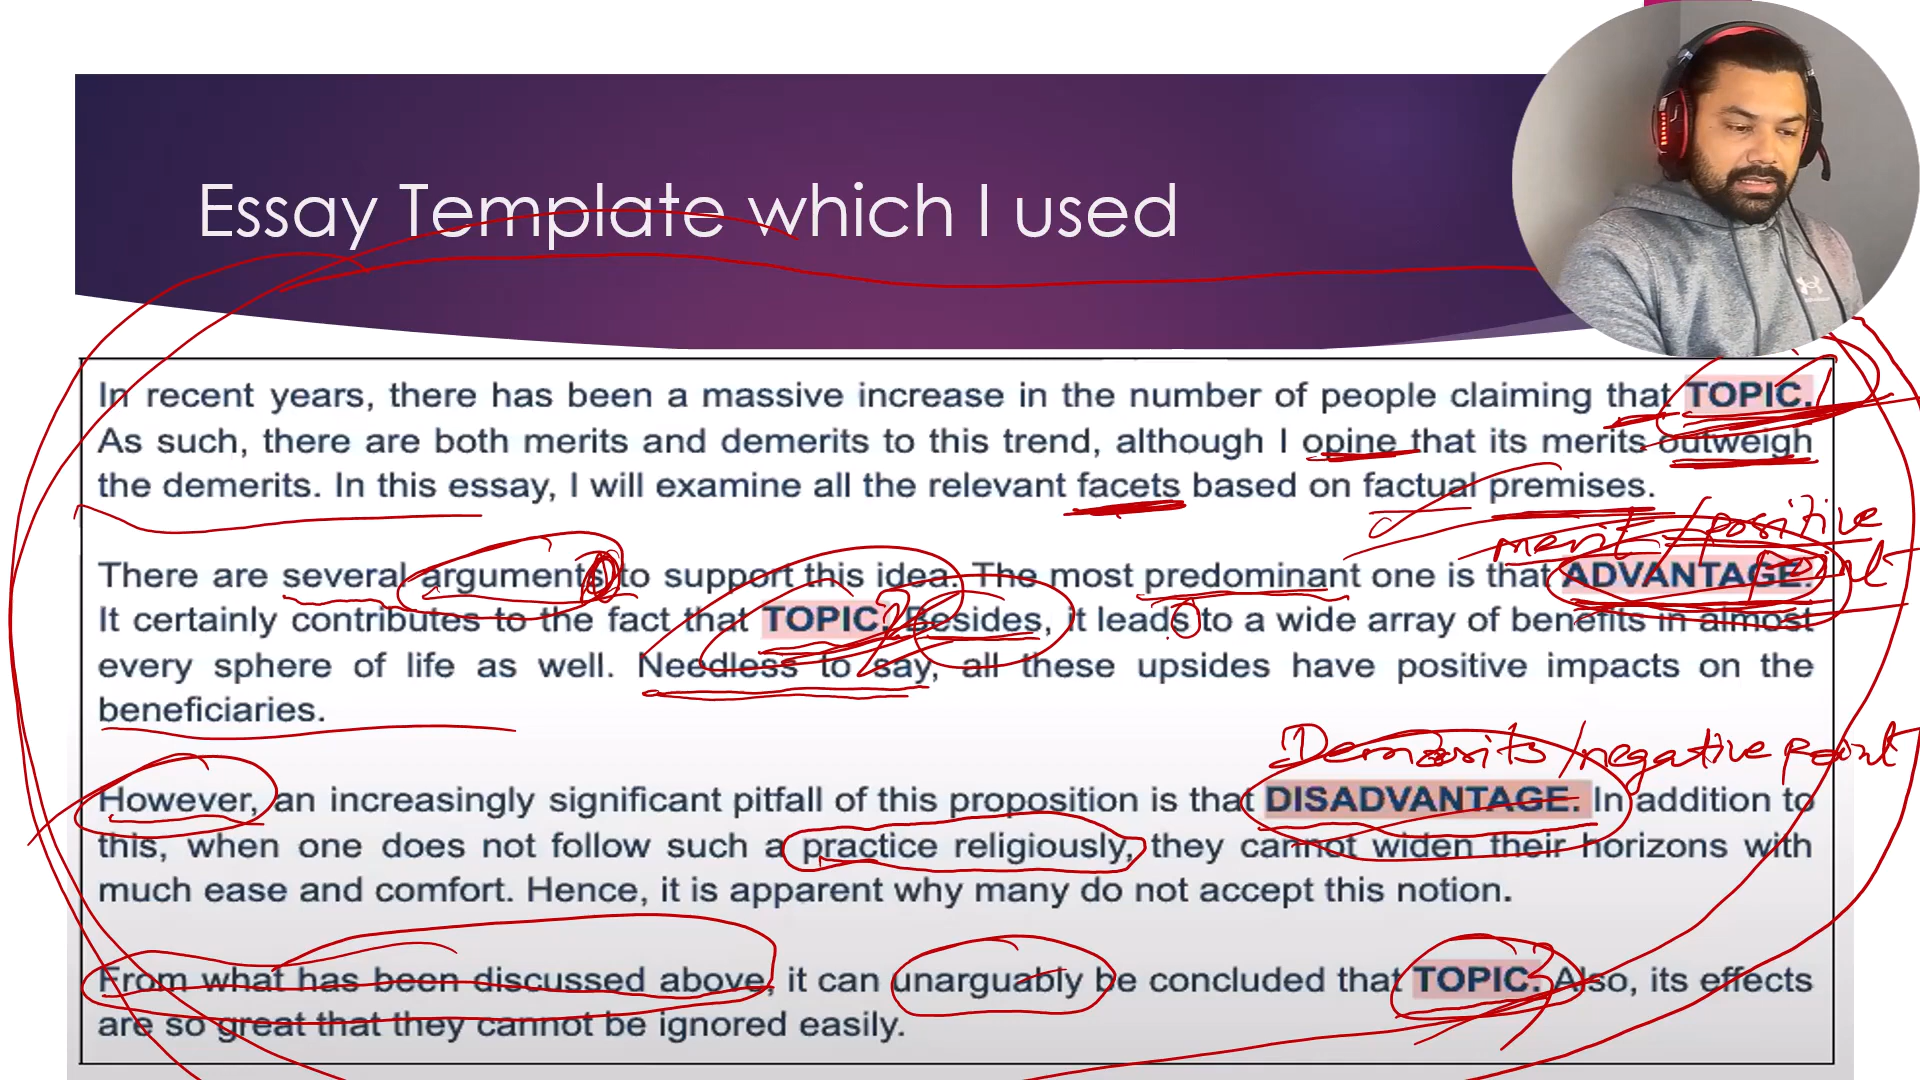 Essay Template which I used
In recent years, there has been a massive increase in the number of people claiming that TOPIC. 1
As such, there are both merits and demerits to this trend, although I opine that its merits outweigh
the demerits. In this essay, I will examine all the relevant facets based on factual premises.
merit / positive
point
There are several arguments to support this idea. The most predominant one is that ADVANTAGE.
It certainly contributes to the fact that TOPIC. 2 Besides, it leads to a wide array of benefits in almost
every sphere of life as well. Needless to say, all these upsides have positive impacts on the
beneficiaries.
Demerits / negative point
However, an increasingly significant pitfall of this proposition is that DISADVANTAGE. In addition to
this, when one does not follow such a practice religiously, they cannot widen their horizons with
much ease and comfort. Hence, it is apparent why many do not accept this notion.
From what has been discussed above, it can unarguably be concluded that TOPIC. 3 Also, its effects
are so great that they cannot be ignored easily.